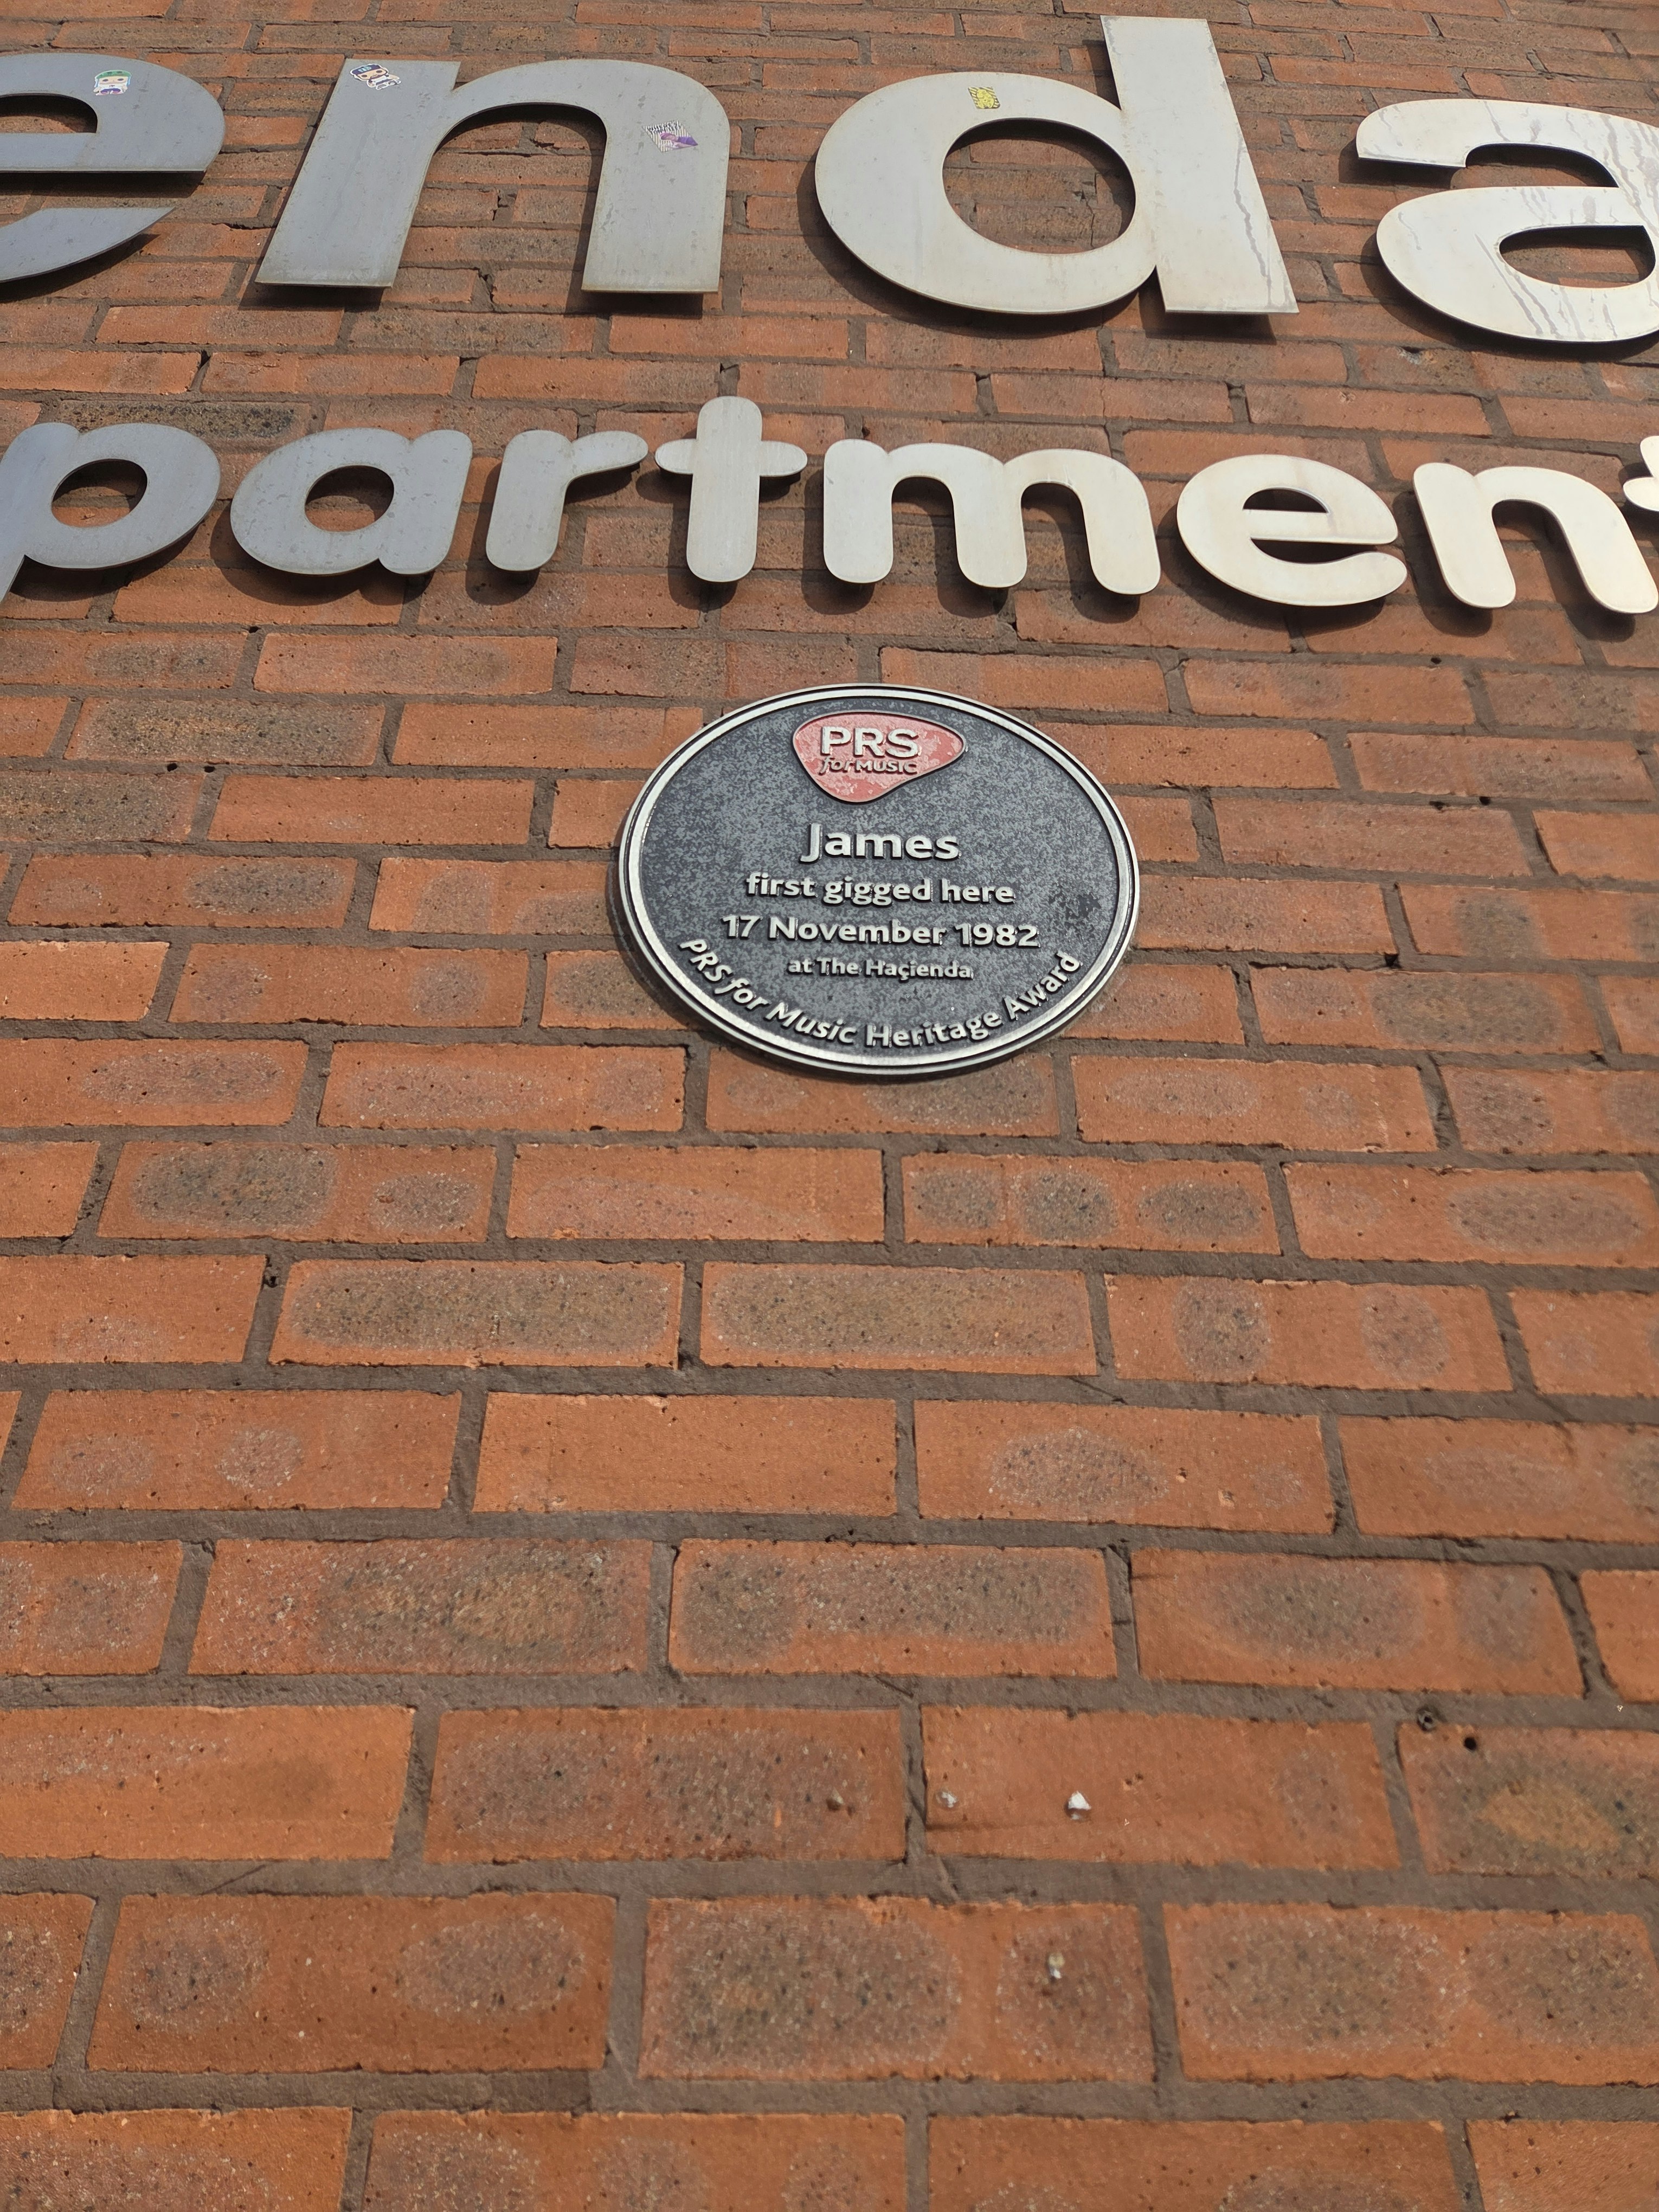 enda
partment
PRS
for MUSIC
James
first gigged here
17 November 1982
at The Haçienda
PRS for Music Heritage Award